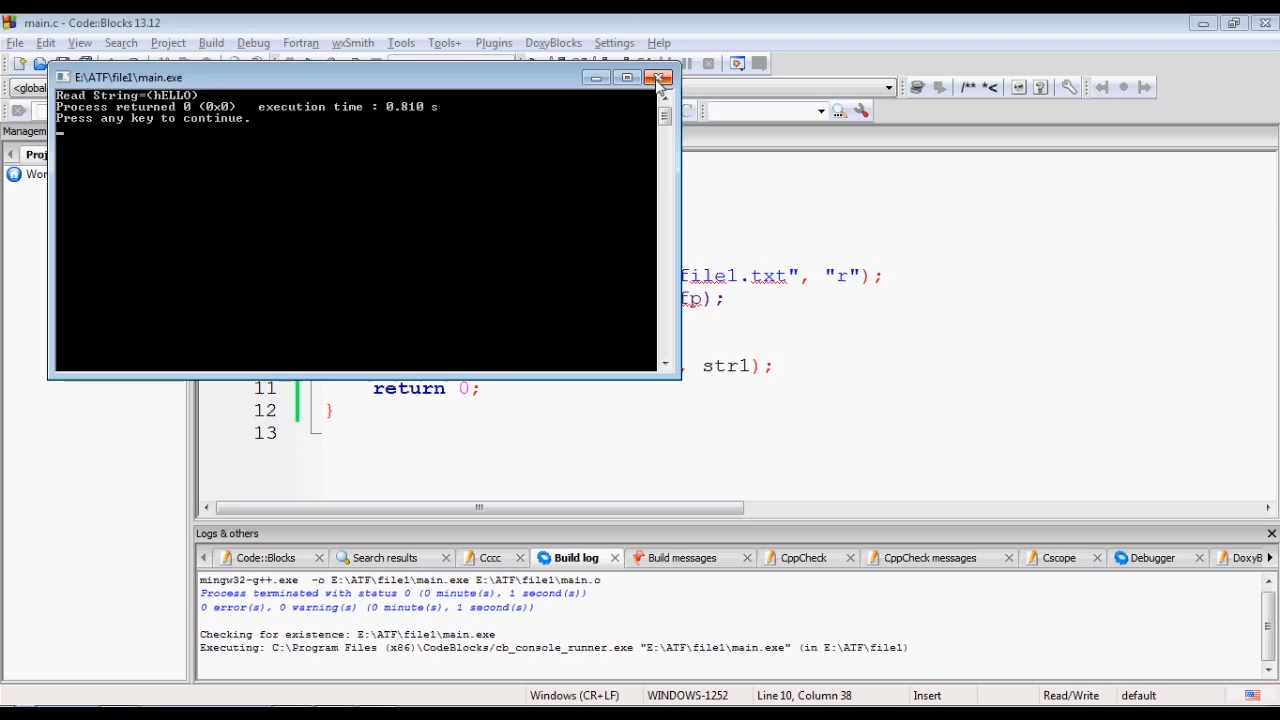 main.c - Code::Blocks 13.12
File Edit View Search Project Build Debug Fortran wxSmith Tools Tools+ Plugins DoxyBlocks Settings Help
E:\ATF\file1\main.exe
<global
/** *<
Read String=(hELLO)
Process returned 0 (0x0)   execution time : 0.810 s
Press any key to continue.
Managem
Proj
Wor
file1.txt", "r");
fp);
, str1);
11 return 0;
12 }
13
Logs & others
Code::Blocks Search results Cccc Build log Build messages CppCheck CppCheck messages Cscope Debugger DoxyB
mingw32-g++.exe  -o E:\ATF\file1\main.exe E:\ATF\file1\main.o
Process terminated with status 0 (0 minute(s), 1 second(s))
0 error(s), 0 warning(s) (0 minute(s), 1 second(s))
Checking for existence: E:\ATF\file1\main.exe
Executing: C:\Program Files (x86)\CodeBlocks/cb_console_runner.exe "E:\ATF\file1\main.exe" (in E:\ATF\file1)
Windows (CR+LF) WINDOWS-1252 Line 10, Column 38 Insert Read/Write default